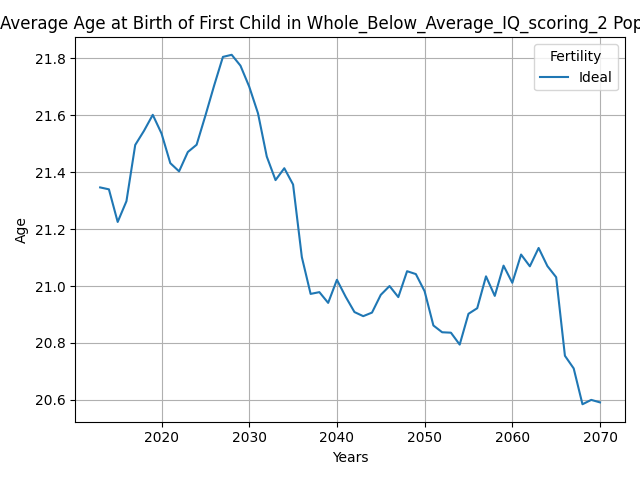 Average Age at Birth of First Child in Whole_Below_Average_IQ_scoring_2 Pop
Fertility
Ideal
21.8
21.6
21.4
21.2
21.0
20.8
20.6
Age
2020 2030 2040 2050 2060 2070
Years